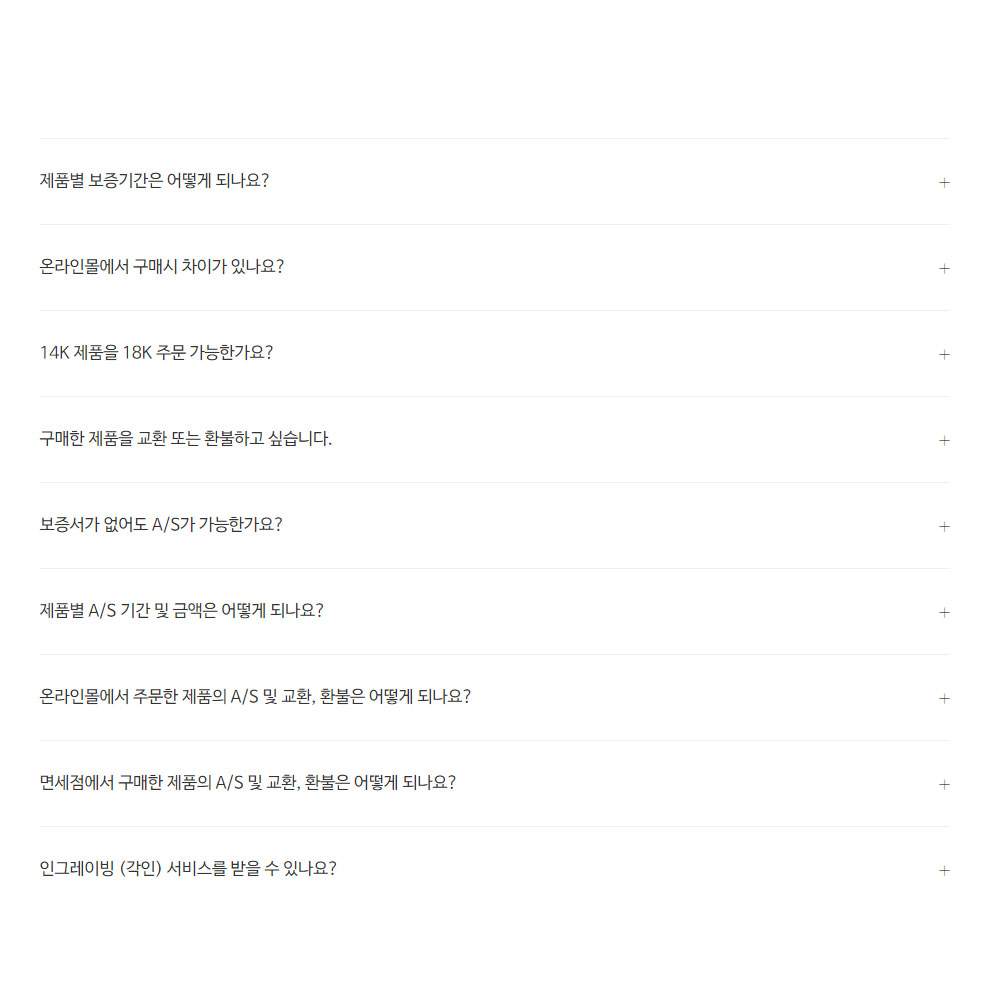 제품별 보증기간은 어떻게 되나요?
온라인몰에서 구매시 차이가 있나요?
14K 제품을 18K 주문 가능한가요?
구매한 제품을 교환 또는 환불하고 싶습니다.
보증서가 없어도 A/S가 가능한가요?
제품별 A/S 기간 및 금액은 어떻게 되나요?
온라인몰에서 주문한 제품의 A/S 및 교환, 환불은 어떻게 되나요?
면세점에서 구매한 제품의 A/S 및 교환, 환불은 어떻게 되나요?
인그레이빙 (각인) 서비스를 받을 수 있나요?